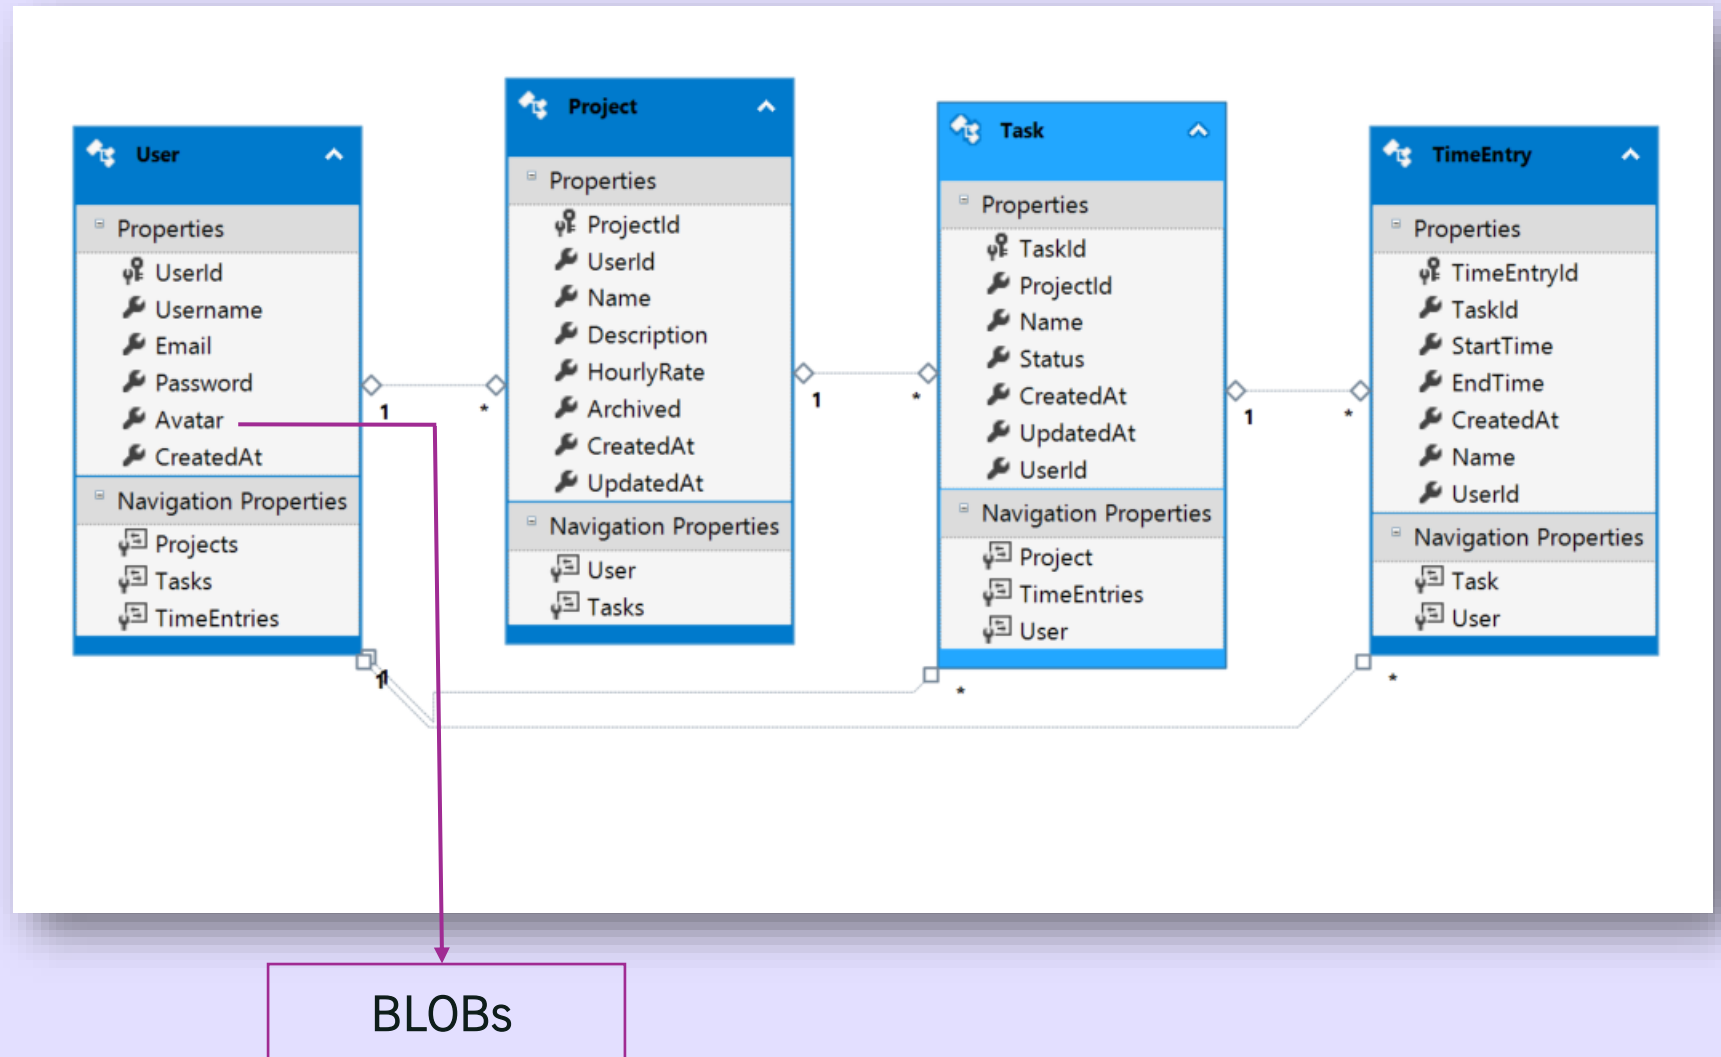 User
Properties
UserId
Username
Email
Password
Avatar
CreatedAt
Navigation Properties
Projects
Tasks
TimeEntries
1
*
Project
Properties
ProjectId
UserId
Name
Description
HourlyRate
Archived
CreatedAt
UpdatedAt
Navigation Properties
User
Tasks
1
*
Task
Properties
TaskId
ProjectId
Name
Status
CreatedAt
UpdatedAt
UserId
Navigation Properties
Project
TimeEntries
User
1
*
TimeEntry
Properties
TimeEntryId
TaskId
StartTime
EndTime
CreatedAt
Name
UserId
Navigation Properties
Task
User
1
1
*
*
BLOBs